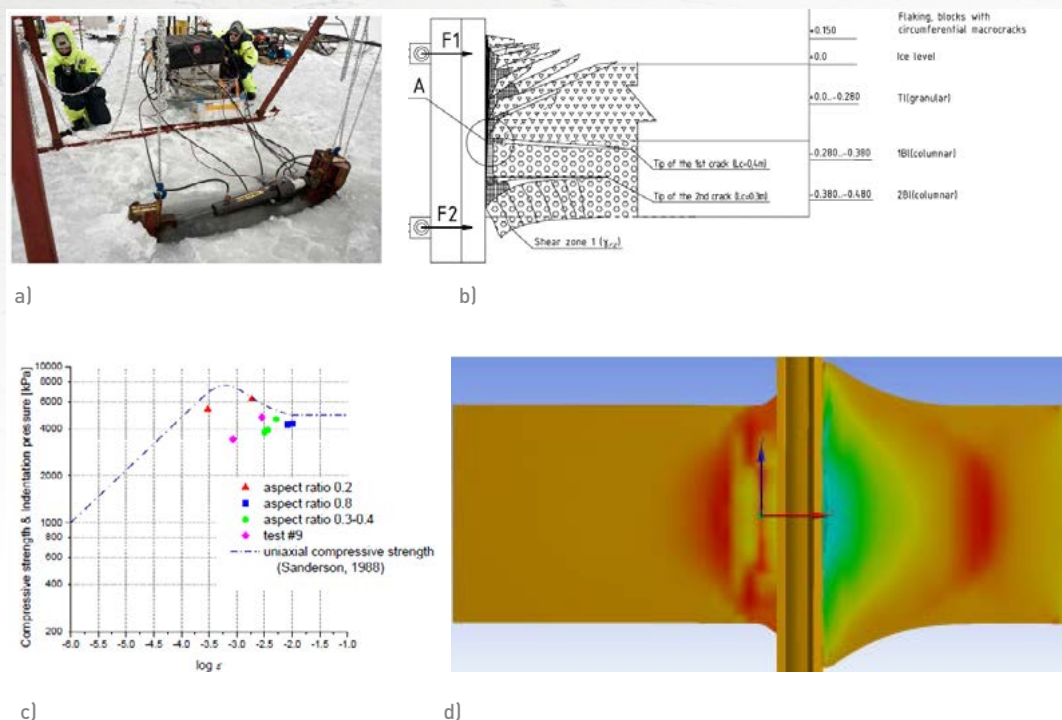 F1
A
F2
+0.150
Flaking, blocks with
circumferential macrocracks
+0.0
Ice level
+0.0..-0.280
TI(granular)
-0.280..-0.380
1BI(columnar)
Tip of the 1st crack (Lc=0,4m)
-0.380..-0.480
2BI(columnar)
Tip of the 2nd crack (Lc=0.3m)
Shear zone 1 (γcz)
a)
b)
Compressive strength & Indentation pressure [kPa]
10000
8000
6000
4000
2000
1000
800
600
400
200
aspect ratio 0.2
aspect ratio 0.8
aspect ratio 0.3-0.4
test #9
uniaxial compressive strength
(Sanderson, 1988)
-6.0 -5.5 -5.0 -4.5 -4.0 -3.5 -3.0 -2.5 -2.0 -1.5 -1.0
log ε
c)
d)